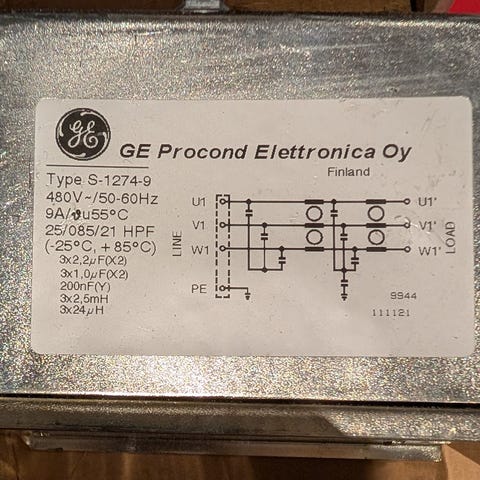 GE
GE Procond Elettronica Oy
Finland
Type S-1274-9
480V~/50-60Hz
9A/ϑu55°C
25/085/21 HPF
(-25°C, +85°C)
3x2,2µF(X2)
3x1,0µF(X2)
200nF(Y)
3x2,5mH
3x24µH
LINE
U1
V1
W1
PE
U1'
V1'
W1'
LOAD
9944
111121